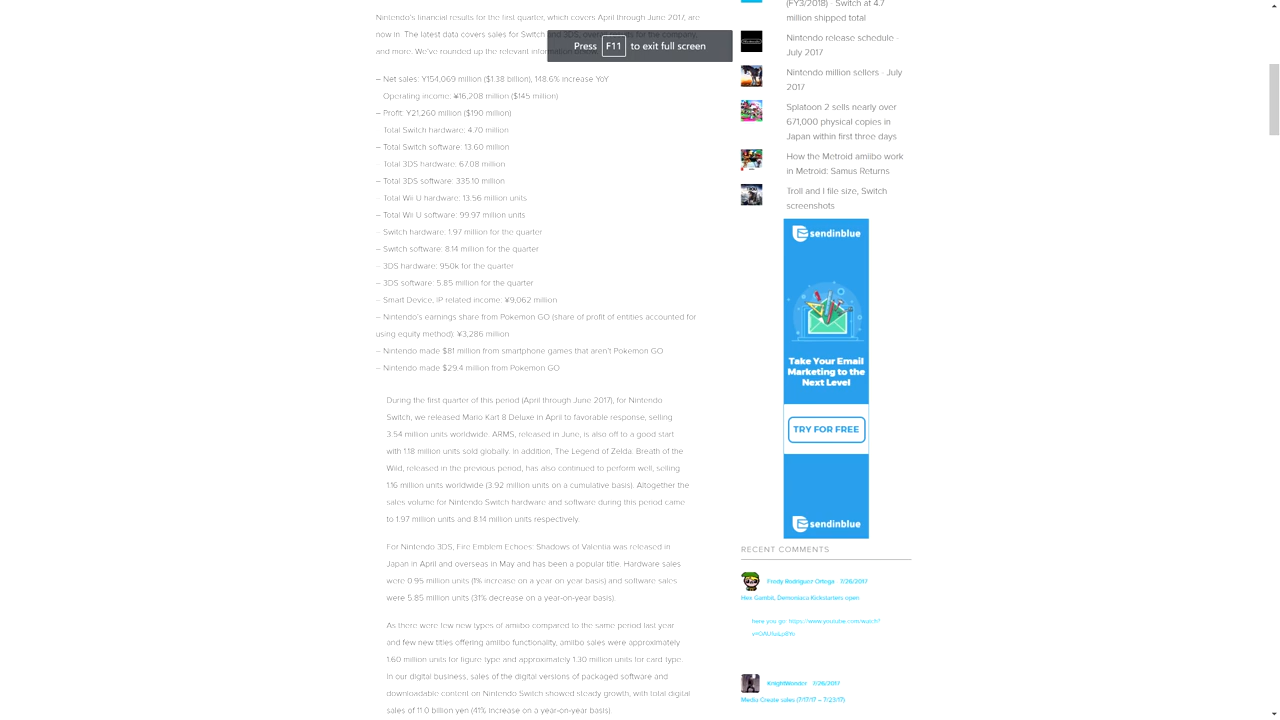 Nintendo's financial results for the first quarter, which covers April through June 2017, are
now in. The latest data covers sales for Switch and 3DS, for the company,
and more. We've rounded up the relevant
Press F11 to exit full screen
– Net sales: ¥154,069 million ($1.38 billion), 148.6% increase YoY
– Operating income: ¥16,208 million ($145 million)
– Profit: ¥21,260 million ($190 million)
– Total Switch hardware: 4.70 million
– Total Switch software: 13.60 million
– Total 3DS hardware: 67.08 million
– Total 3DS software: 335.10 million
– Total Wii U hardware: 13.56 million units
– Total Wii U software: 99.97 million units
– Switch hardware: 1.97 million for the quarter
– Switch software: 8.14 million for the quarter
– 3DS hardware: 950k for the quarter
– 3DS software: 5.85 million for the quarter
– Smart Device, IP related income: ¥9,062 million
– Nintendo's earnings share from Pokemon GO (share of profit of entities accounted for
using equity method): ¥3,286 million
– Nintendo made $81 million from smartphone games that aren't Pokemon GO
– Nintendo made $29.4 million from Pokemon GO
During the first quarter of this period (April through June 2017), for Nintendo
Switch, we released Mario Kart 8 Deluxe in April to favorable response, selling
3.54 million units worldwide. ARMS, released in June, is also off to a good start
with 1.18 million units sold globally. In addition, The Legend of Zelda: Breath of the
Wild, released in the previous period, has also continued to perform well, selling
1.16 million units worldwide (3.92 million units on a cumulative basis). Altogether the
sales volume for Nintendo Switch hardware and software during this period came
to 1.97 million units and 8.14 million units respectively.
For Nintendo 3DS, Fire Emblem Echoes: Shadows of Valentia was released in
Japan in April and overseas in May and has been a popular title. Hardware sales
were 0.95 million units (1% increase on a year-on-year basis) and software sales
were 5.85 million units (31% decrease on a year-on-year basis).
As there were few new types of amiibo compared to the same period last year
and few new titles offering amiibo functionality, amiibo sales were approximately
1.60 million units for figure-type and approximately 1.30 million units for card-type.
In our digital business, sales of the digital versions of packaged software and
downloadable content on Nintendo Switch showed steady growth, with total digital
sales of 11.0 billion yen (41% increase on a year-on-year basis).
(FY3/2018) - Switch at 4.7
million shipped total
Nintendo release schedule -
July 2017
Nintendo million sellers - July
2017
Splatoon 2 sells nearly over
671,000 physical copies in
Japan within first three days
How the Metroid amiibo work
in Metroid: Samus Returns
Troll and I file size, Switch
screenshots
sendinblue
Take Your Email
Marketing to the
Next Level
TRY FOR FREE
sendinblue
RECENT COMMENTS
Fredy Rodriguez Ortega 7/26/2017
Hex Gambit, Demoniaca Kickstarters open
here you go: https://www.youtube.com/watch?
KnightWonder 7/26/2017
Media Create sales (7/17/17 – 7/23/17)